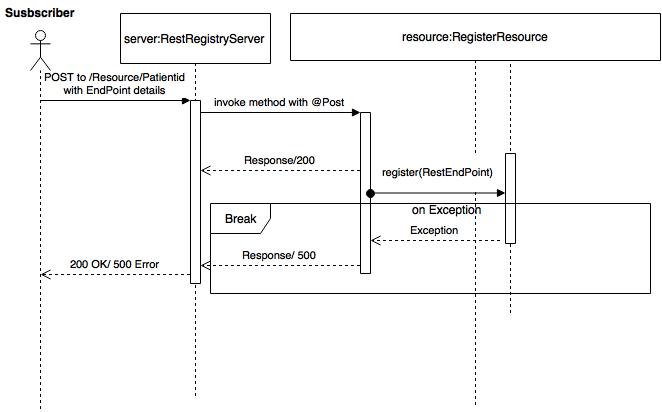 Susbscriber
server:RestRegistryServer
resource:RegisterResource
POST to /Resource/Patientid
with EndPoint details
invoke method with @Post
Response/200
register(RestEndPoint)
Break
on Exception
Exception
Response/ 500
200 OK/ 500 Error